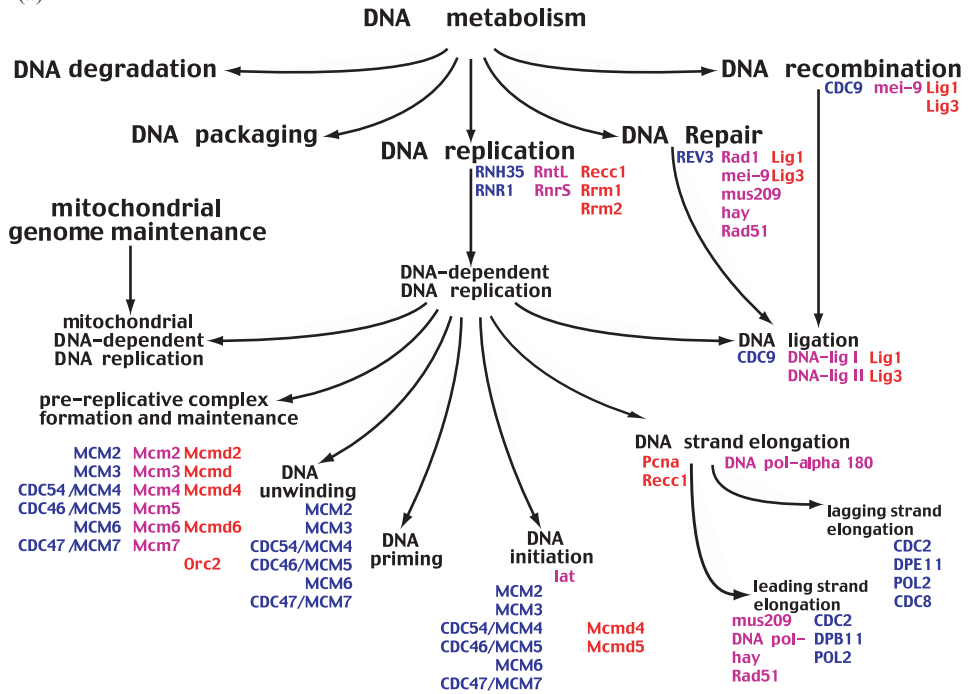 DNA metabolism
DNA degradation
DNA recombination
CDC9 mei-9 Lig1
Lig3
DNA packaging
DNA replication
RNH35 RntL Recc1
RNR1 RnrS Rrm1
Rrm2
DNA Repair
REV3 Rad1 Lig1
mei-9 Lig3
mus209
hay
Rad51
mitochondrial
genome maintenance
DNA-dependent
DNA replication
mitochondrial
DNA-dependent
DNA replication
DNA ligation
CDC9 DNA-lig I Lig1
DNA-lig II Lig3
pre-replicative complex
formation and maintenance
MCM2 Mcm2 Mcmd2
MCM3 Mcm3 Mcmd
CDC54/MCM4 Mcm4 Mcmd4
CDC46/MCM5 Mcm5
MCM6 Mcm6 Mcmd6
CDC47/MCM7 Mcm7
Orc2
DNA
unwinding
MCM2
MCM3
CDC54/MCM4
CDC46/MCM5
MCM6
CDC47/MCM7
DNA
priming
DNA
initiation
lat
MCM2
MCM3
CDC54/MCM4 Mcmd4
CDC46/MCM5 Mcmd5
MCM6
CDC47/MCM7
DNA strand elongation
Pcna DNA pol-alpha 180
Recc1
lagging strand
elongation
CDC2
DPE11
POL2
CDC8
leading strand
elongation
mus209 CDC2
DNA pol- DPB11
hay POL2
Rad51